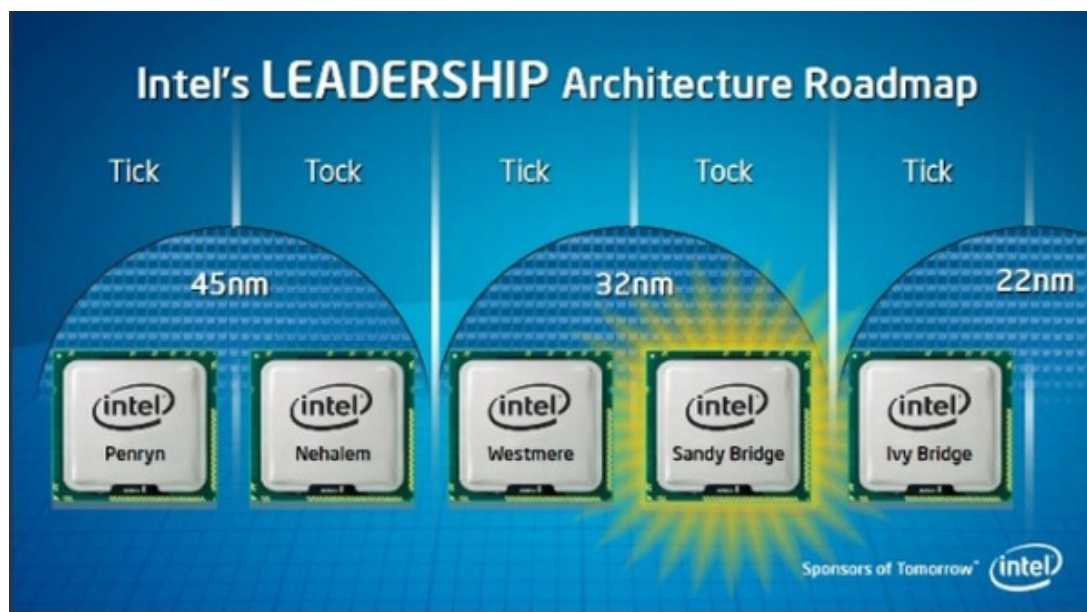 Intel's LEADERSHIP Architecture Roadmap
Tick Tock Tick Tock Tick
45nm 32nm 22nm
intel intel intel intel intel
Penryn Nehalem Westmere Sandy Bridge Ivy Bridge
Sponsors of Tomorrow™ intel